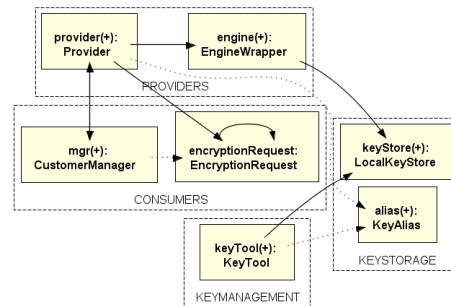 provider(+):
Provider
engine(+):
EngineWrapper
PROVIDERS
mgr(+):
CustomerManager
encryptionRequest:
EncryptionRequest
CONSUMERS
keyStore(+):
LocalKeyStore
alias(+):
KeyAlias
KEYSTORAGE
keyTool(+):
KeyTool
KEYMANAGEMENT